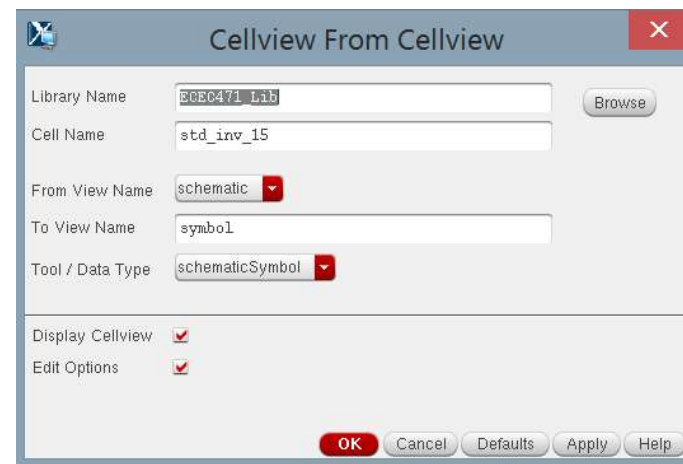 Cellview From Cellview
Library Name ECEC471_Lib Browse
Cell Name std_inv_15
From View Name schematic
To View Name symbol
Tool / Data Type schematicSymbol
Display Cellview
Edit Options
OK Cancel Defaults Apply Help